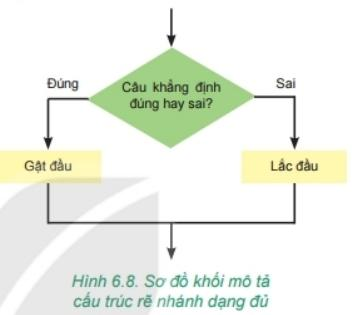 Đúng
Câu khẳng định
đúng hay sai?
Sai
Gật đầu
Lắc đầu
Hình 6.8. Sơ đồ khối mô tả
cấu trúc rẽ nhánh dạng đủ